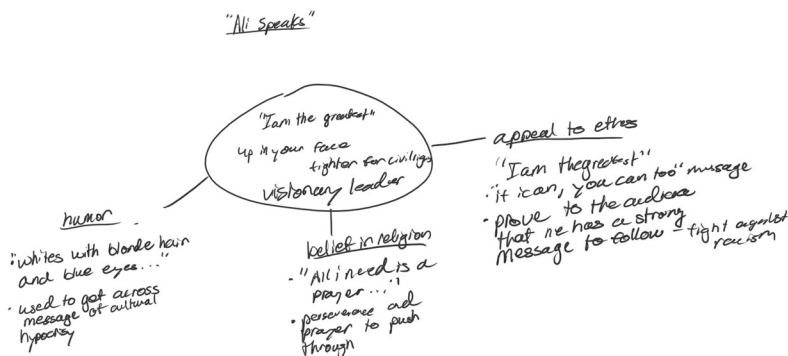 "Ali Speaks"
"I am the greatest"
up in your face
fighter for civil rights
visionary leader
appeal to ethos
"I am the greatest"
• "if i can, you can too" message
• prove to the audience
that he has a strong
message to follow – fight against
racism
humor
• "whites with blonde hair
and blue eyes..."
• used to get across
message of cultural
hypocrisy
belief in religion
• "All i need is a
prayer..."
• perseverance and
prayer to push
through